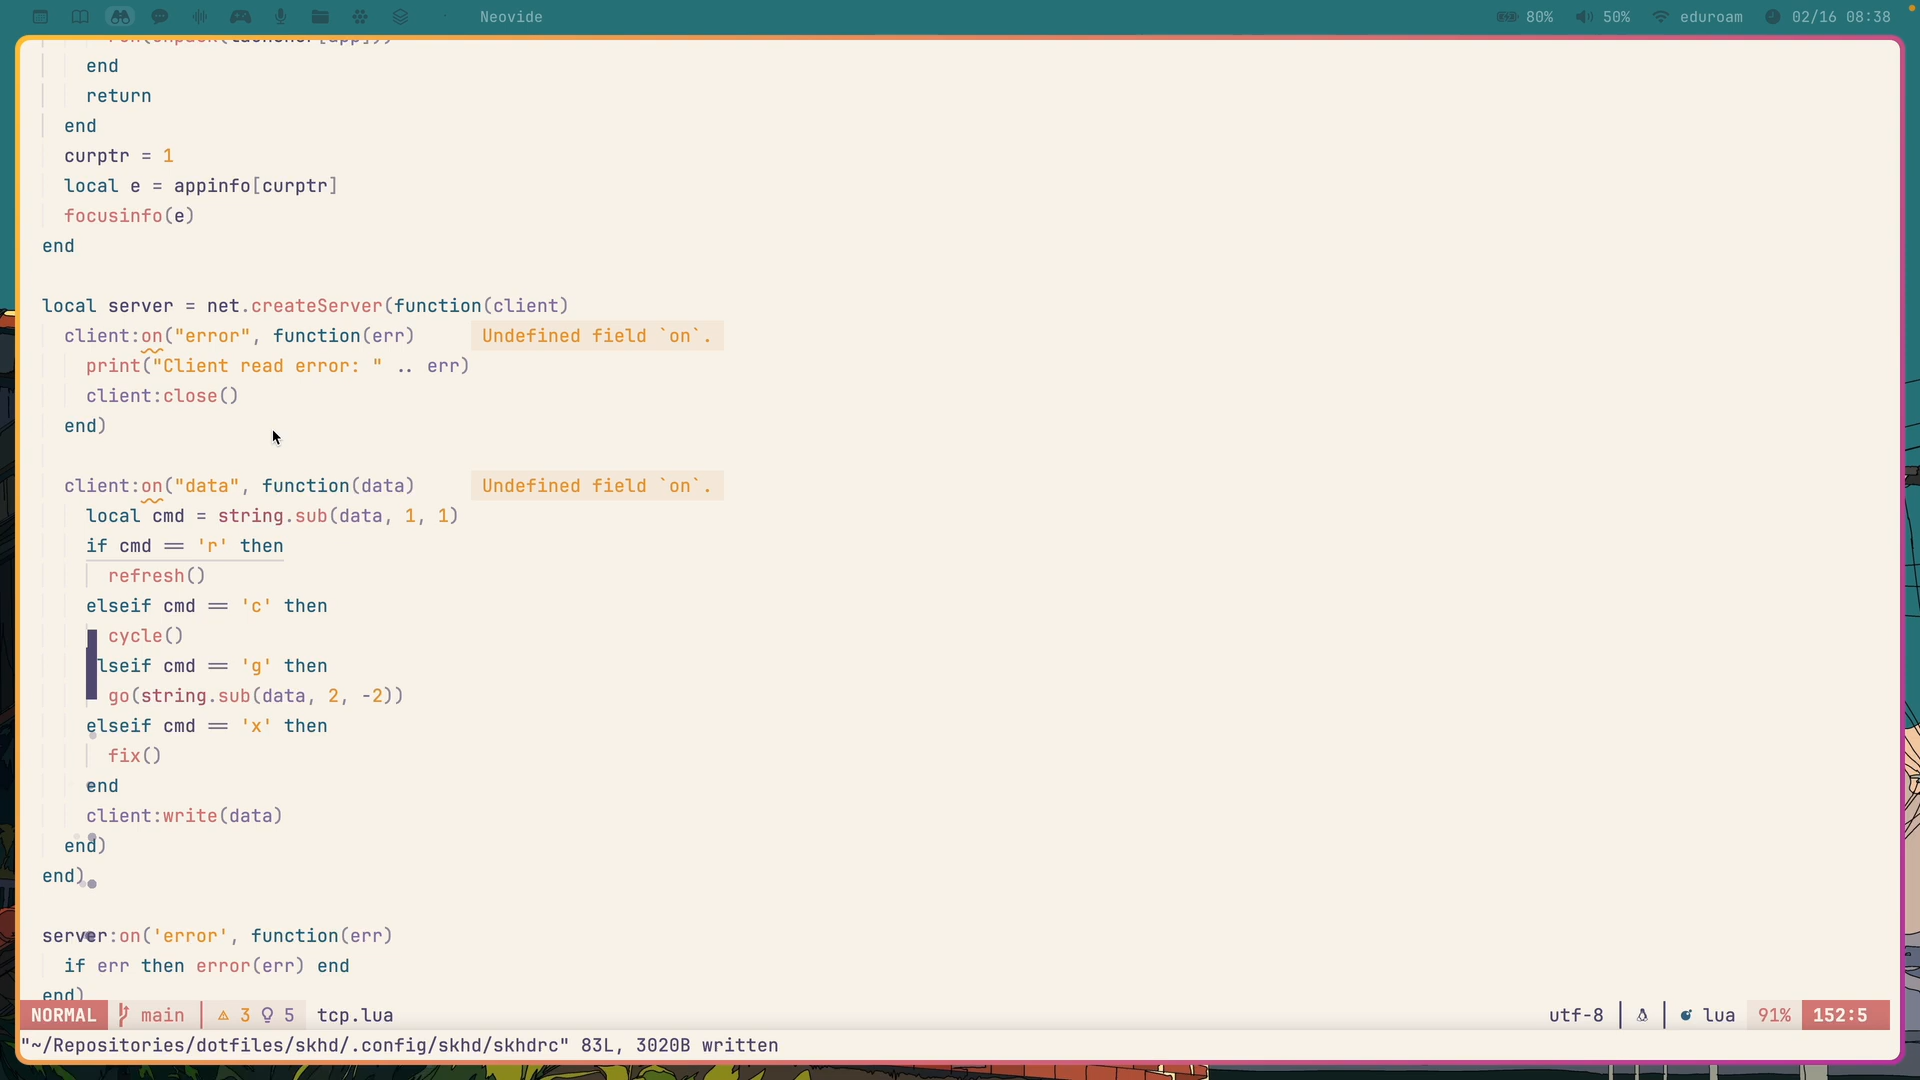 Neovide
80%
50%
eduroam
02/16 08:38
end
return
end
curptr = 1
local e = appinfo[curptr]
focusinfo(e)
end
local server = net.createServer(function(client)
client:on("error", function(err) Undefined field `on`.
print("Client read error: " .. err)
client:close()
end)
client:on("data", function(data) Undefined field `on`.
local cmd = string.sub(data, 1, 1)
if cmd == 'r' then
refresh()
elseif cmd == 'c' then
cycle()
lseif cmd == 'g' then
go(string.sub(data, 2, -2))
elseif cmd == 'x' then
fix()
end
client:write(data)
end)
end)
server:on('error', function(err)
if err then error(err) end
end)
NORMAL main 3 5 tcp.lua utf-8 lua 91% 152:5
"~/Repositories/dotfiles/skhd/.config/skhd/skhdrc" 83L, 3020B written